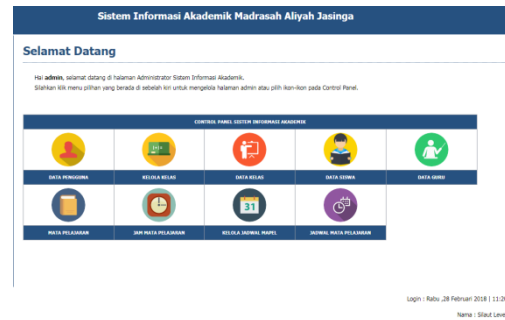 Sistem Informasi Akademik Madrasah Aliyah Jasinga
Selamat Datang
Hai admin, selamat datang di halaman Administrator Sistem Informasi Akademik.
Silahkan klik menu pilihan yang berada di sebelah kiri untuk mengelola halaman admin atau pilih ikon-ikon pada Control Panel.
CONTROL PANEL SISTEM INFORMASI AKADEMIK
DATA PENGGUNA KELOLA KELAS DATA KELAS DATA SISWA DATA GURU
31
MATA PELAJARAN JAM MATA PELAJARAN KELOLA JADWAL MAPEL JADWAL MATA PELAJARAN
Login : Rabu ,28 Februari 2018 | 11:20
Nama : Silaut Leve